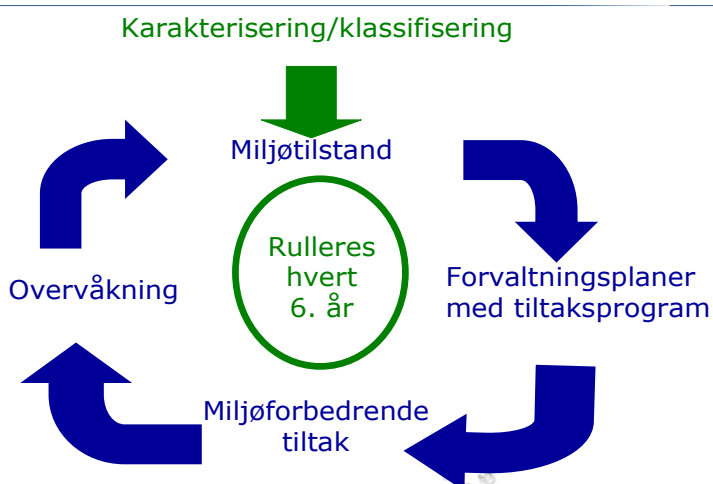 Karakterisering/klassifisering
Miljøtilstand
Rulleres
hvert
6. år
Overvåkning
Forvaltningsplaner
med tiltaksprogram
Miljøforbedrende
tiltak